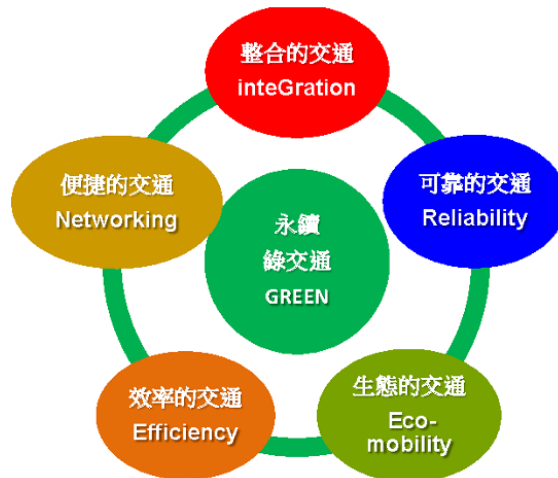 整合的交通
inteGration
可靠的交通
Reliability
生態的交通
Eco-
mobility
效率的交通
Efficiency
便捷的交通
Networking
永續
綠交通
GREEN